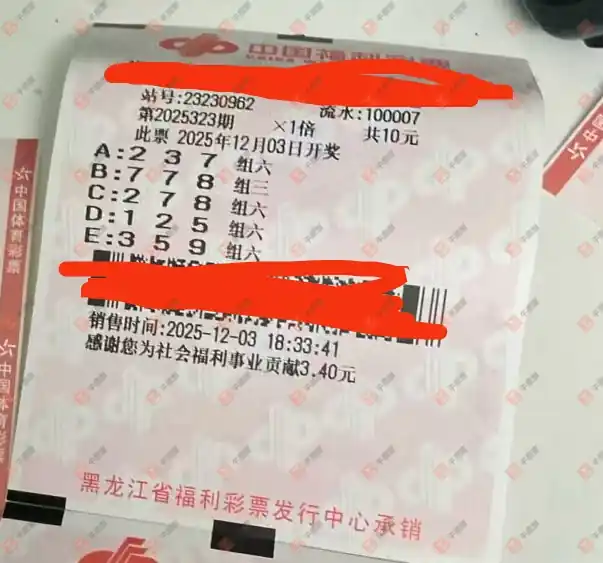 中国福利彩票
站号:23230962 流水:100007
第2025323期 ×1倍 共10元
此票 2025年12月03日开奖
A:2 3 7 组六
B:7 7 8 组三
C:2 7 8 组六
D:1 2 5 组六
E:3 5 9 组六
销售时间:2025-12-03 18:33:41
感谢您为社会福利事业贡献3.40元
黑龙江省福利彩票发行中心承销
中国体育彩票
中国体育彩票